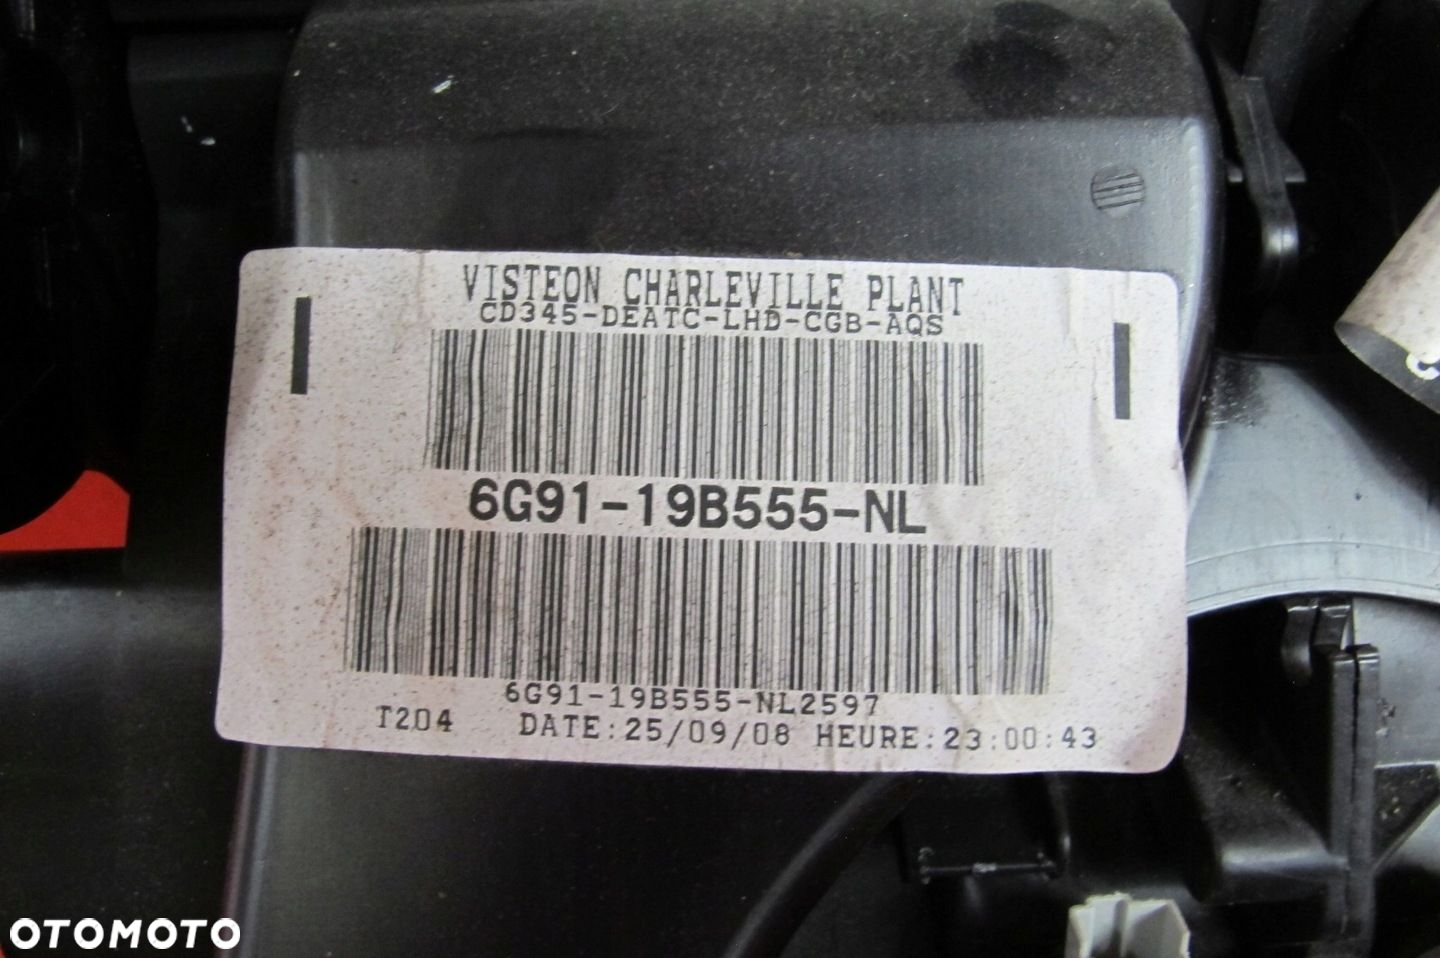 VISTEON CHARLEVILLE PLANT
CD345-DEATC-LHD-CGB-AQS
6G91-19B555-NL
6G91-19B555-NL2597
T204 DATE:25/09/08 HEURE:23:00:43
OTOMOTO